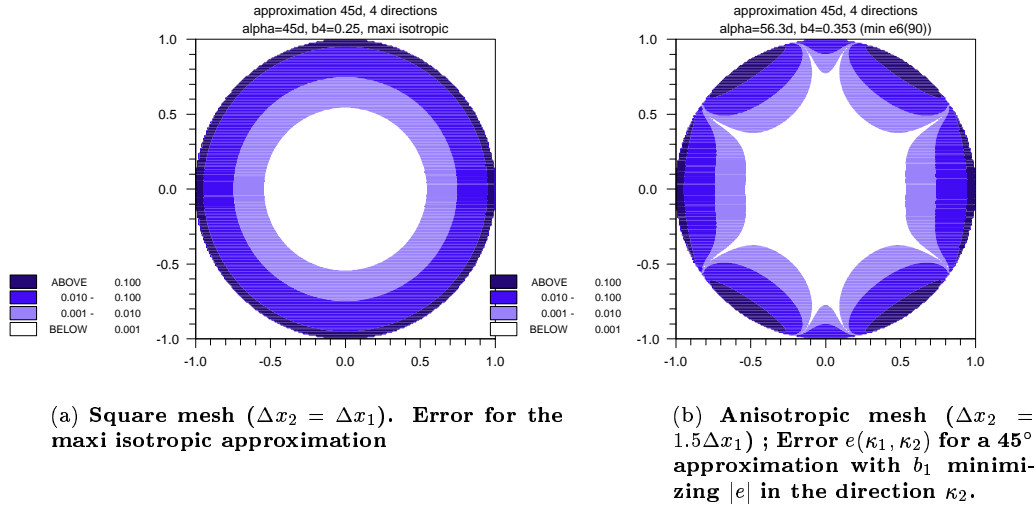 approximation 45d, 4 directions
alpha=45d, b4=0.25, maxi isotropic
1.0
0.5
0.0
-0.5
-1.0
-1.0 -0.5 0.0 0.5 1.0
ABOVE 0.100
0.010 - 0.100
0.001 - 0.010
BELOW 0.001
(a) Square mesh (Δx₂ = Δx₁). Error for the
maxi isotropic approximation
approximation 45d, 4 directions
alpha=56.3d, b4=0.353 (min e6(90))
1.0
0.5
0.0
-0.5
-1.0
-1.0 -0.5 0.0 0.5 1.0
ABOVE 0.100
0.010 - 0.100
0.001 - 0.010
BELOW 0.001
(b) Anisotropic mesh (Δx₂ =
1.5Δx₁) ; Error e(κ₁, κ₂) for a 45°
approximation with b₁ minimi-
zing |e| in the direction κ₂.